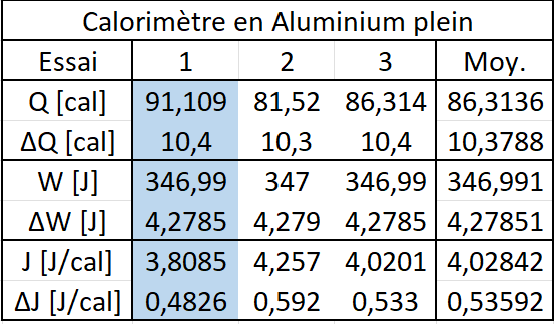 Calorimètre en Aluminium plein
Essai 1 2 3 Moy.
Q [cal] 91,109 81,52 86,314 86,3136
ΔQ [cal] 10,4 10,3 10,4 10,3788
W [J] 346,99 347 346,99 346,991
ΔW [J] 4,2785 4,279 4,2785 4,27851
J [J/cal] 3,8085 4,257 4,0201 4,02842
ΔJ [J/cal] 0,4826 0,592 0,533 0,53592